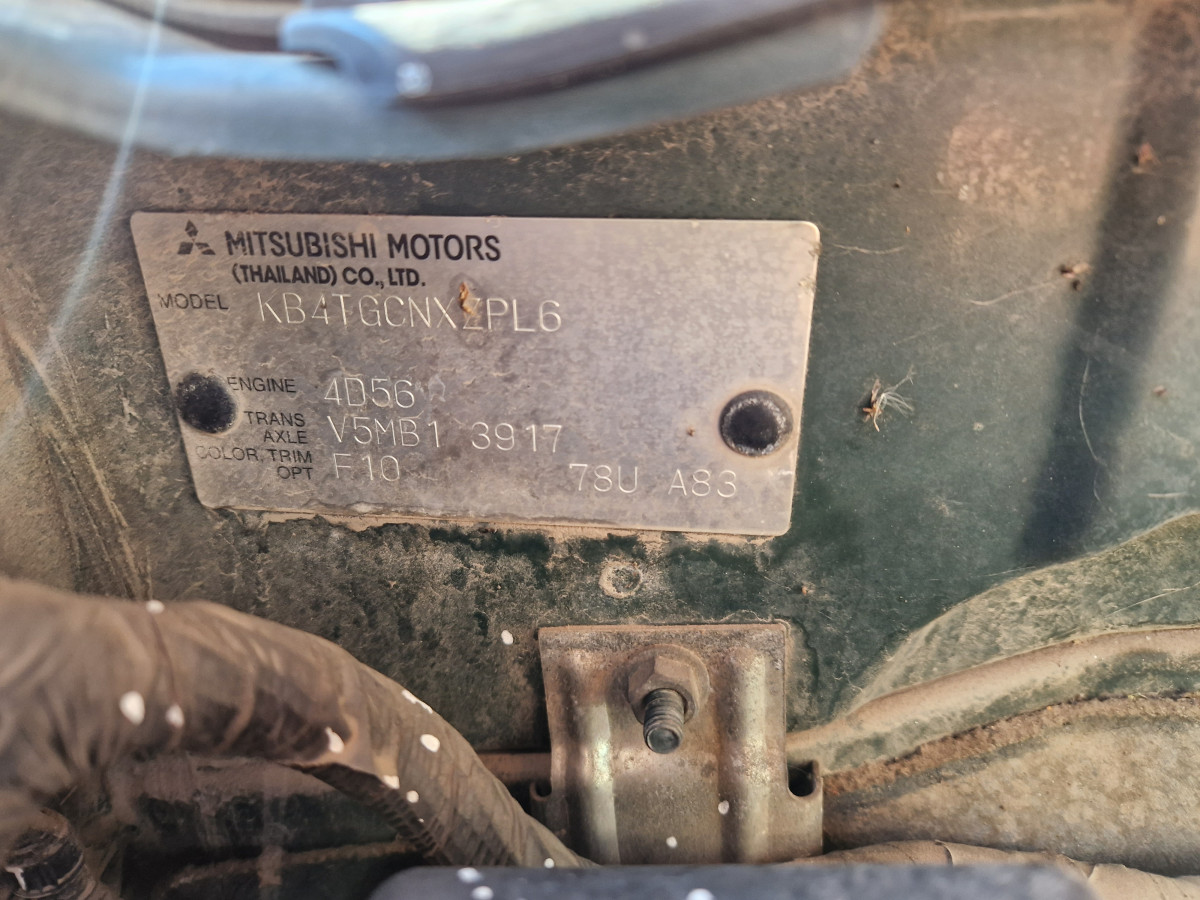 MITSUBISHI MOTORS
(THAILAND) CO., LTD.
MODEL KB4TGCNXZPL6
ENGINE 4D56
TRANS AXLE V5MB1 3917
COLOR, TRIM OPT F10 78U A83